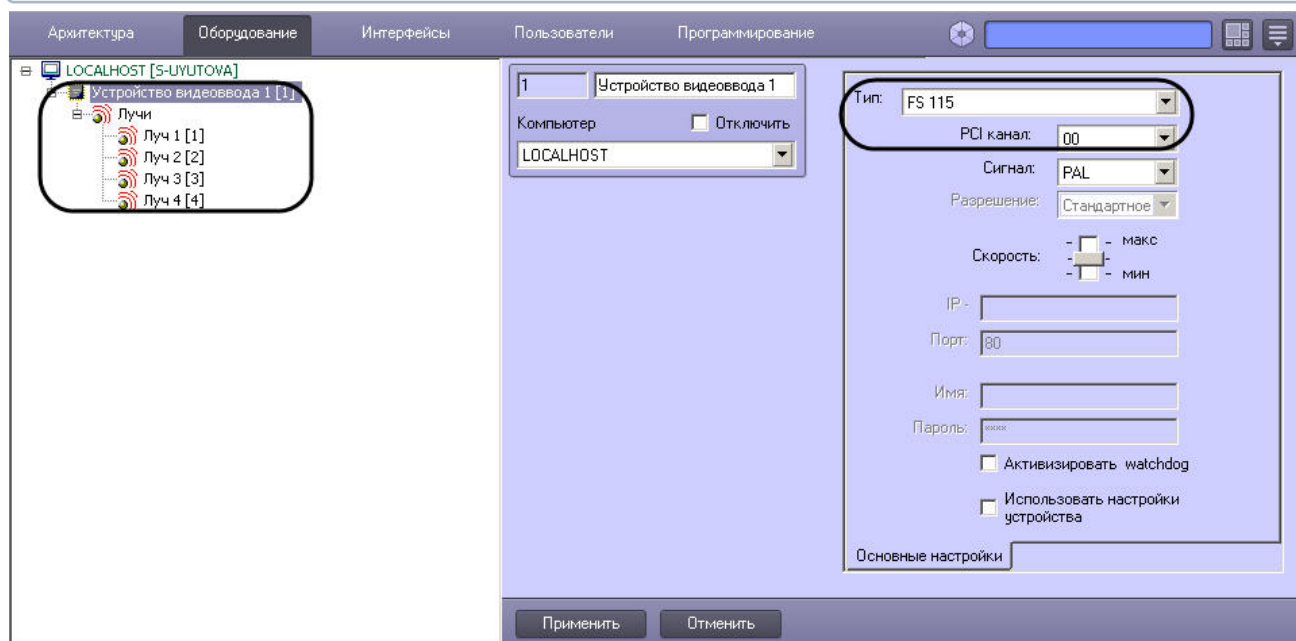 Архитектура Оборудование Интерфейсы Пользователи Программирование
LOCALHOST [S-UYUTOVA]
Устройство видеоввода 1 [1]
Лучи
Луч 1 [1]
Луч 2 [2]
Луч 3 [3]
Луч 4 [4]
1 Устройство видеоввода 1
Компьютер Отключить
LOCALHOST
Тип: FS 115
PCI канал: 00
Сигнал: PAL
Разрешение: Стандартное
Скорость: - - макс
- -
- - мин
IP -
Порт: 80
Имя:
Пароль: ××××
Активизировать watchdog
Использовать настройки
устройства
Основные настройки
Применить Отменить